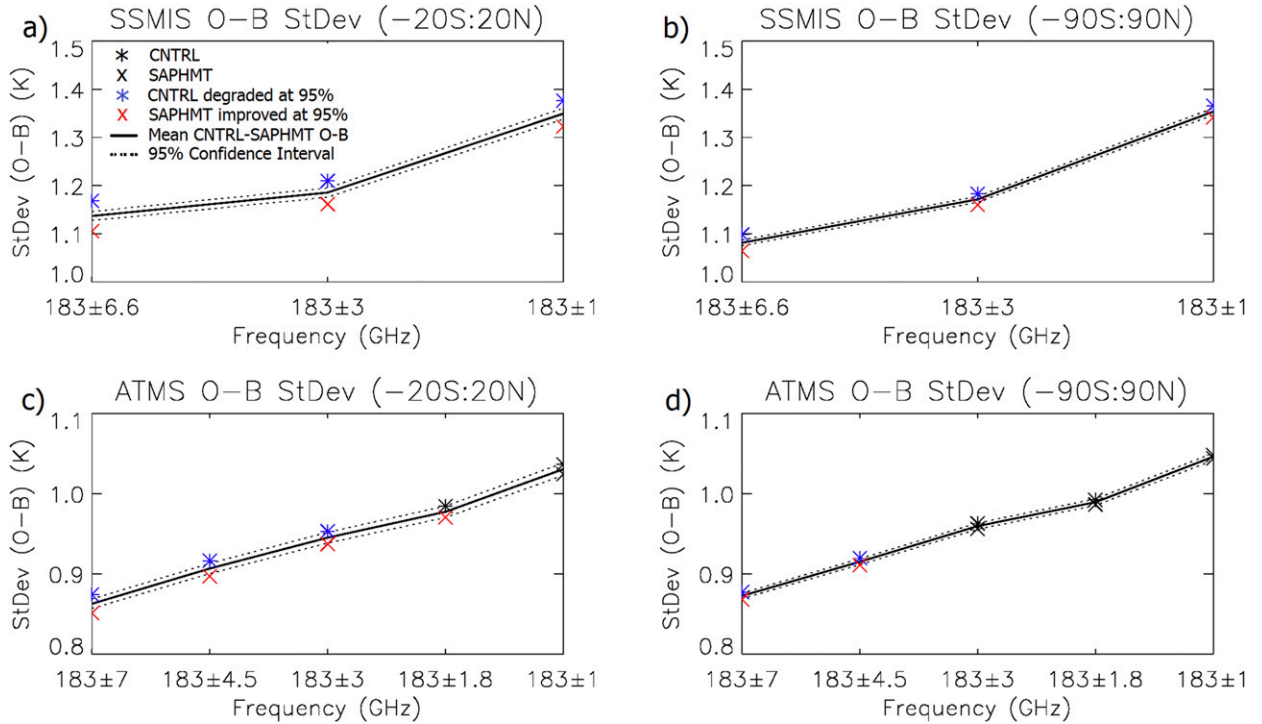 a)
SSMIS O−B StDev (−20S:20N)
StDev (O−B) (K)
1.5
1.4
1.3
1.2
1.1
1.0
CNTRL
SAPHMT
CNTRL degraded at 95%
SAPHMT improved at 95%
Mean CNTRL-SAPHMT O-B
95% Confidence Interval
183±6.6 183±3 183±1
Frequency (GHz)
b)
SSMIS O−B StDev (−90S:90N)
StDev (O−B) (K)
1.5
1.4
1.3
1.2
1.1
1.0
183±6.6 183±3 183±1
Frequency (GHz)
c)
ATMS O−B StDev (−20S:20N)
StDev (O−B) (K)
1.1
1.0
0.9
0.8
183±7 183±4.5 183±3 183±1.8 183±1
Frequency (GHz)
d)
ATMS O−B StDev (−90S:90N)
StDev (O−B) (K)
1.1
1.0
0.9
0.8
183±7 183±4.5 183±3 183±1.8 183±1
Frequency (GHz)